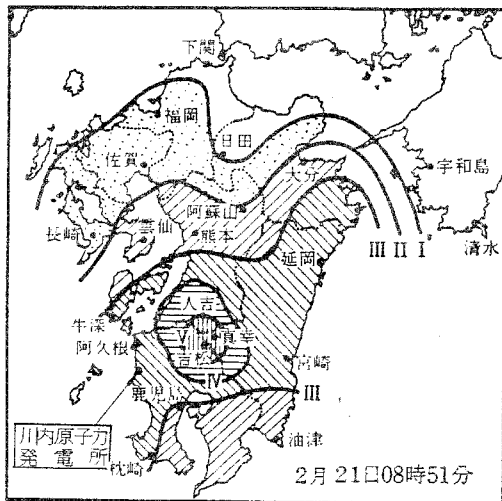 下関
福岡
日田
佐賀
大分
宇和島
阿蘇山
長崎
雲仙
熊本
延岡
III II I
清水
人吉
牛深
V
真幸
阿久根
吉松
宮崎
IV
鹿児島
III
川内原子力
発電所
油津
枕崎
2月21日08時51分